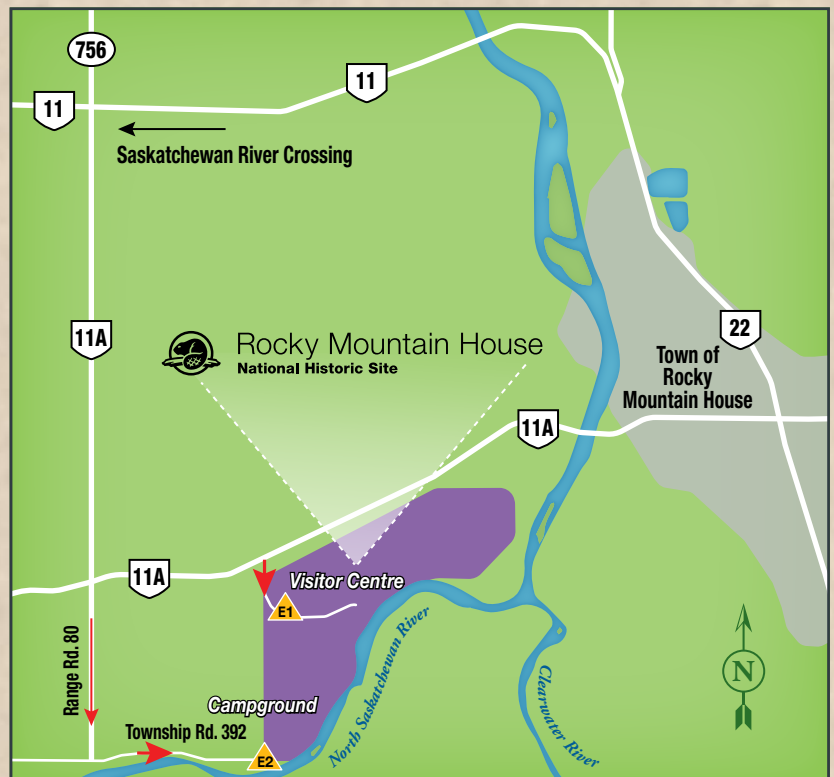 756
11
11
Saskatchewan River Crossing
11A
22
Rocky Mountain House
National Historic Site
Town of
Rocky
Mountain House
11A
11A
Visitor Centre
E1
Range Rd. 80
North Saskatchewan River
Clearwater River
N
Campground
Township Rd. 392
E2